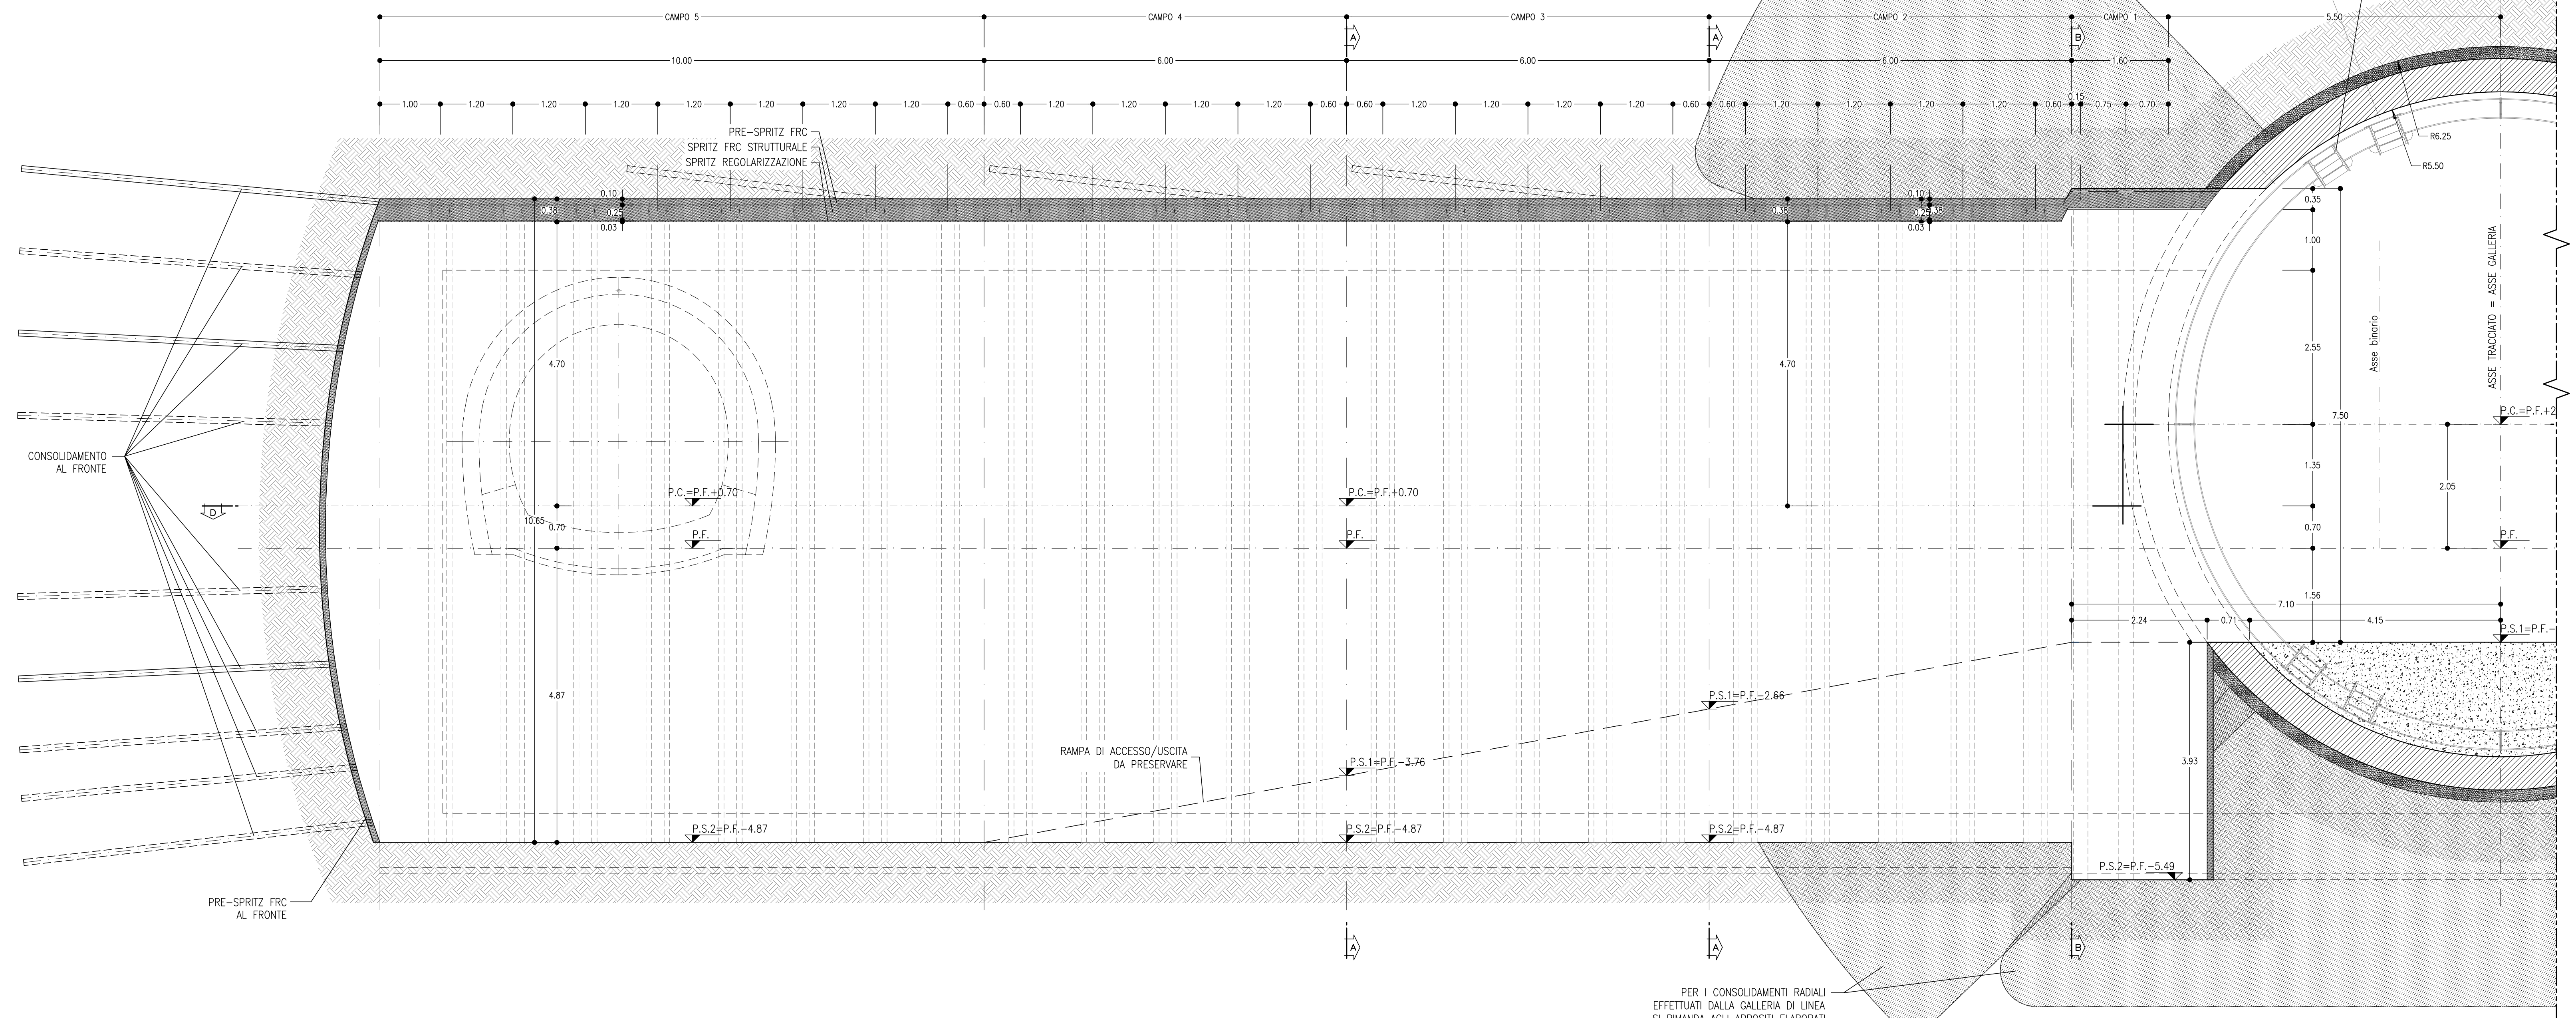 CAMPO 5 CAMPO 4 CAMPO 3 CAMPO 2 CAMPO 1 5.50
A A B
10.00 6.00 6.00 6.00 1.60
0.15
1.00 1.20 1.20 1.20 1.20 1.20 1.20 1.20 0.60 0.60 1.20 1.20 1.20 1.20 0.60 0.60 1.20 1.20 1.20 1.20 0.60 0.60 1.20 1.20 1.20 1.20 0.60 0.75 0.70
PRE-SPRITZ FRC
SPRITZ FRC STRUTTURALE
SPRITZ REGOLARIZZAZIONE
R6.25
R5.50
0.10
0.38 0.25
0.03
0.10
0.38 0.25 0.38
0.03
0.35
1.00
2.55
7.50
1.35
0.70
1.56
2.05
Asse binario
ASSE TRACCIATO = ASSE GALLERIA
4.70
4.70
P.C.=P.F.+2
CONSOLIDAMENTO
AL FRONTE
D
P.C.=P.F.+0.70
P.C.=P.F.+0.70
10.65
0.70
P.F.
P.F.
P.F.
7.10
2.24 0.71 4.15
P.S.1=P.F.-
4.87
P.S.1=P.F.-2.66
RAMPA DI ACCESSO/USCITA
DA PRESERVARE
P.S.1=P.F.-3.76
3.93
P.S.2=P.F.-4.87
P.S.2=P.F.-4.87
P.S.2=P.F.-4.87
P.S.2=P.F.-5.49
PRE-SPRITZ FRC
AL FRONTE
A A B
PER I CONSOLIDAMENTI RADIALI
EFFETTUATI DALLA GALLERIA DI LINEA
SI RIMANDA AGLI APPOSITI ELABORATI